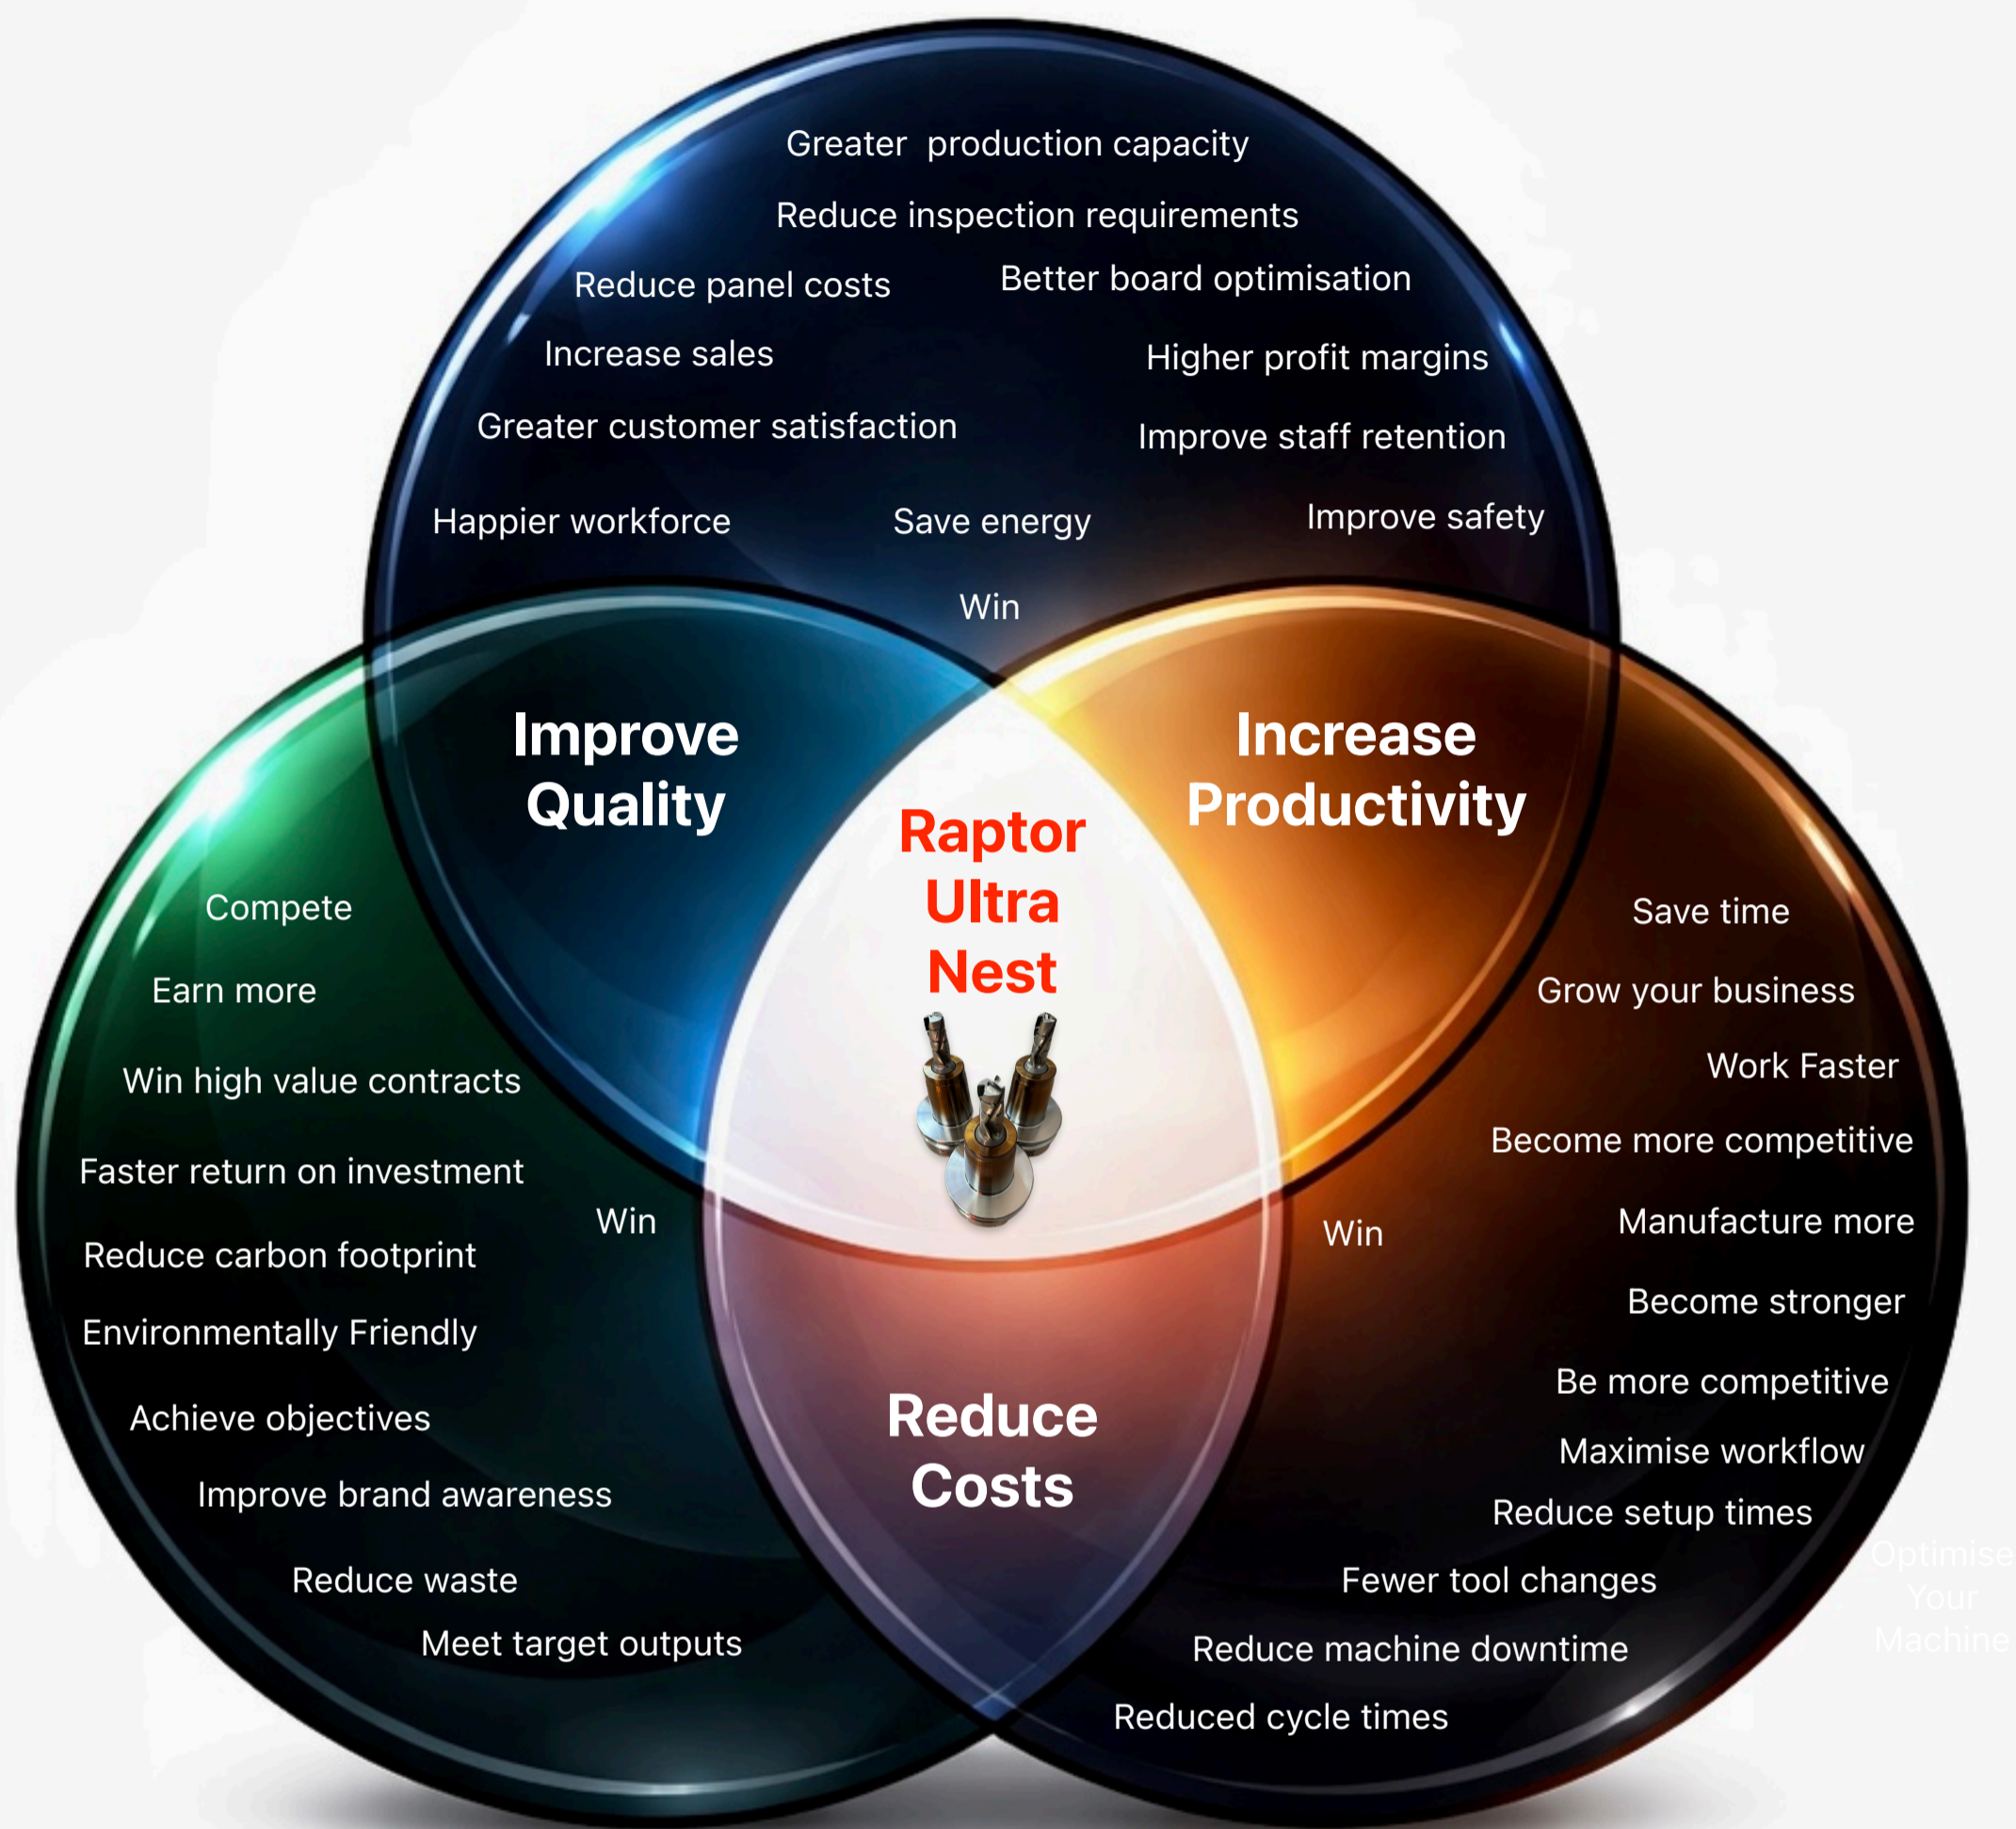 Greater  production capacity
Reduce inspection requirements
Reduce panel costs
Better board optimisation
Increase sales
Higher profit margins
Greater customer satisfaction
Improve staff retention
Happier workforce
Save energy
Improve safety
Win
Improve
Quality
Increase
Productivity
Raptor
Ultra
Nest
Compete
Earn more
Win high value contracts
Faster return on investment
Win
Reduce carbon footprint
Environmentally Friendly
Achieve objectives
Improve brand awareness
Reduce waste
Meet target outputs
Save time
Grow your business
Work Faster
Become more competitive
Manufacture more
Win
Become stronger
Be more competitive
Maximise workflow
Reduce setup times
Fewer tool changes
Reduce machine downtime
Reduced cycle times
Reduce
Costs
Optimise
Your
Machine